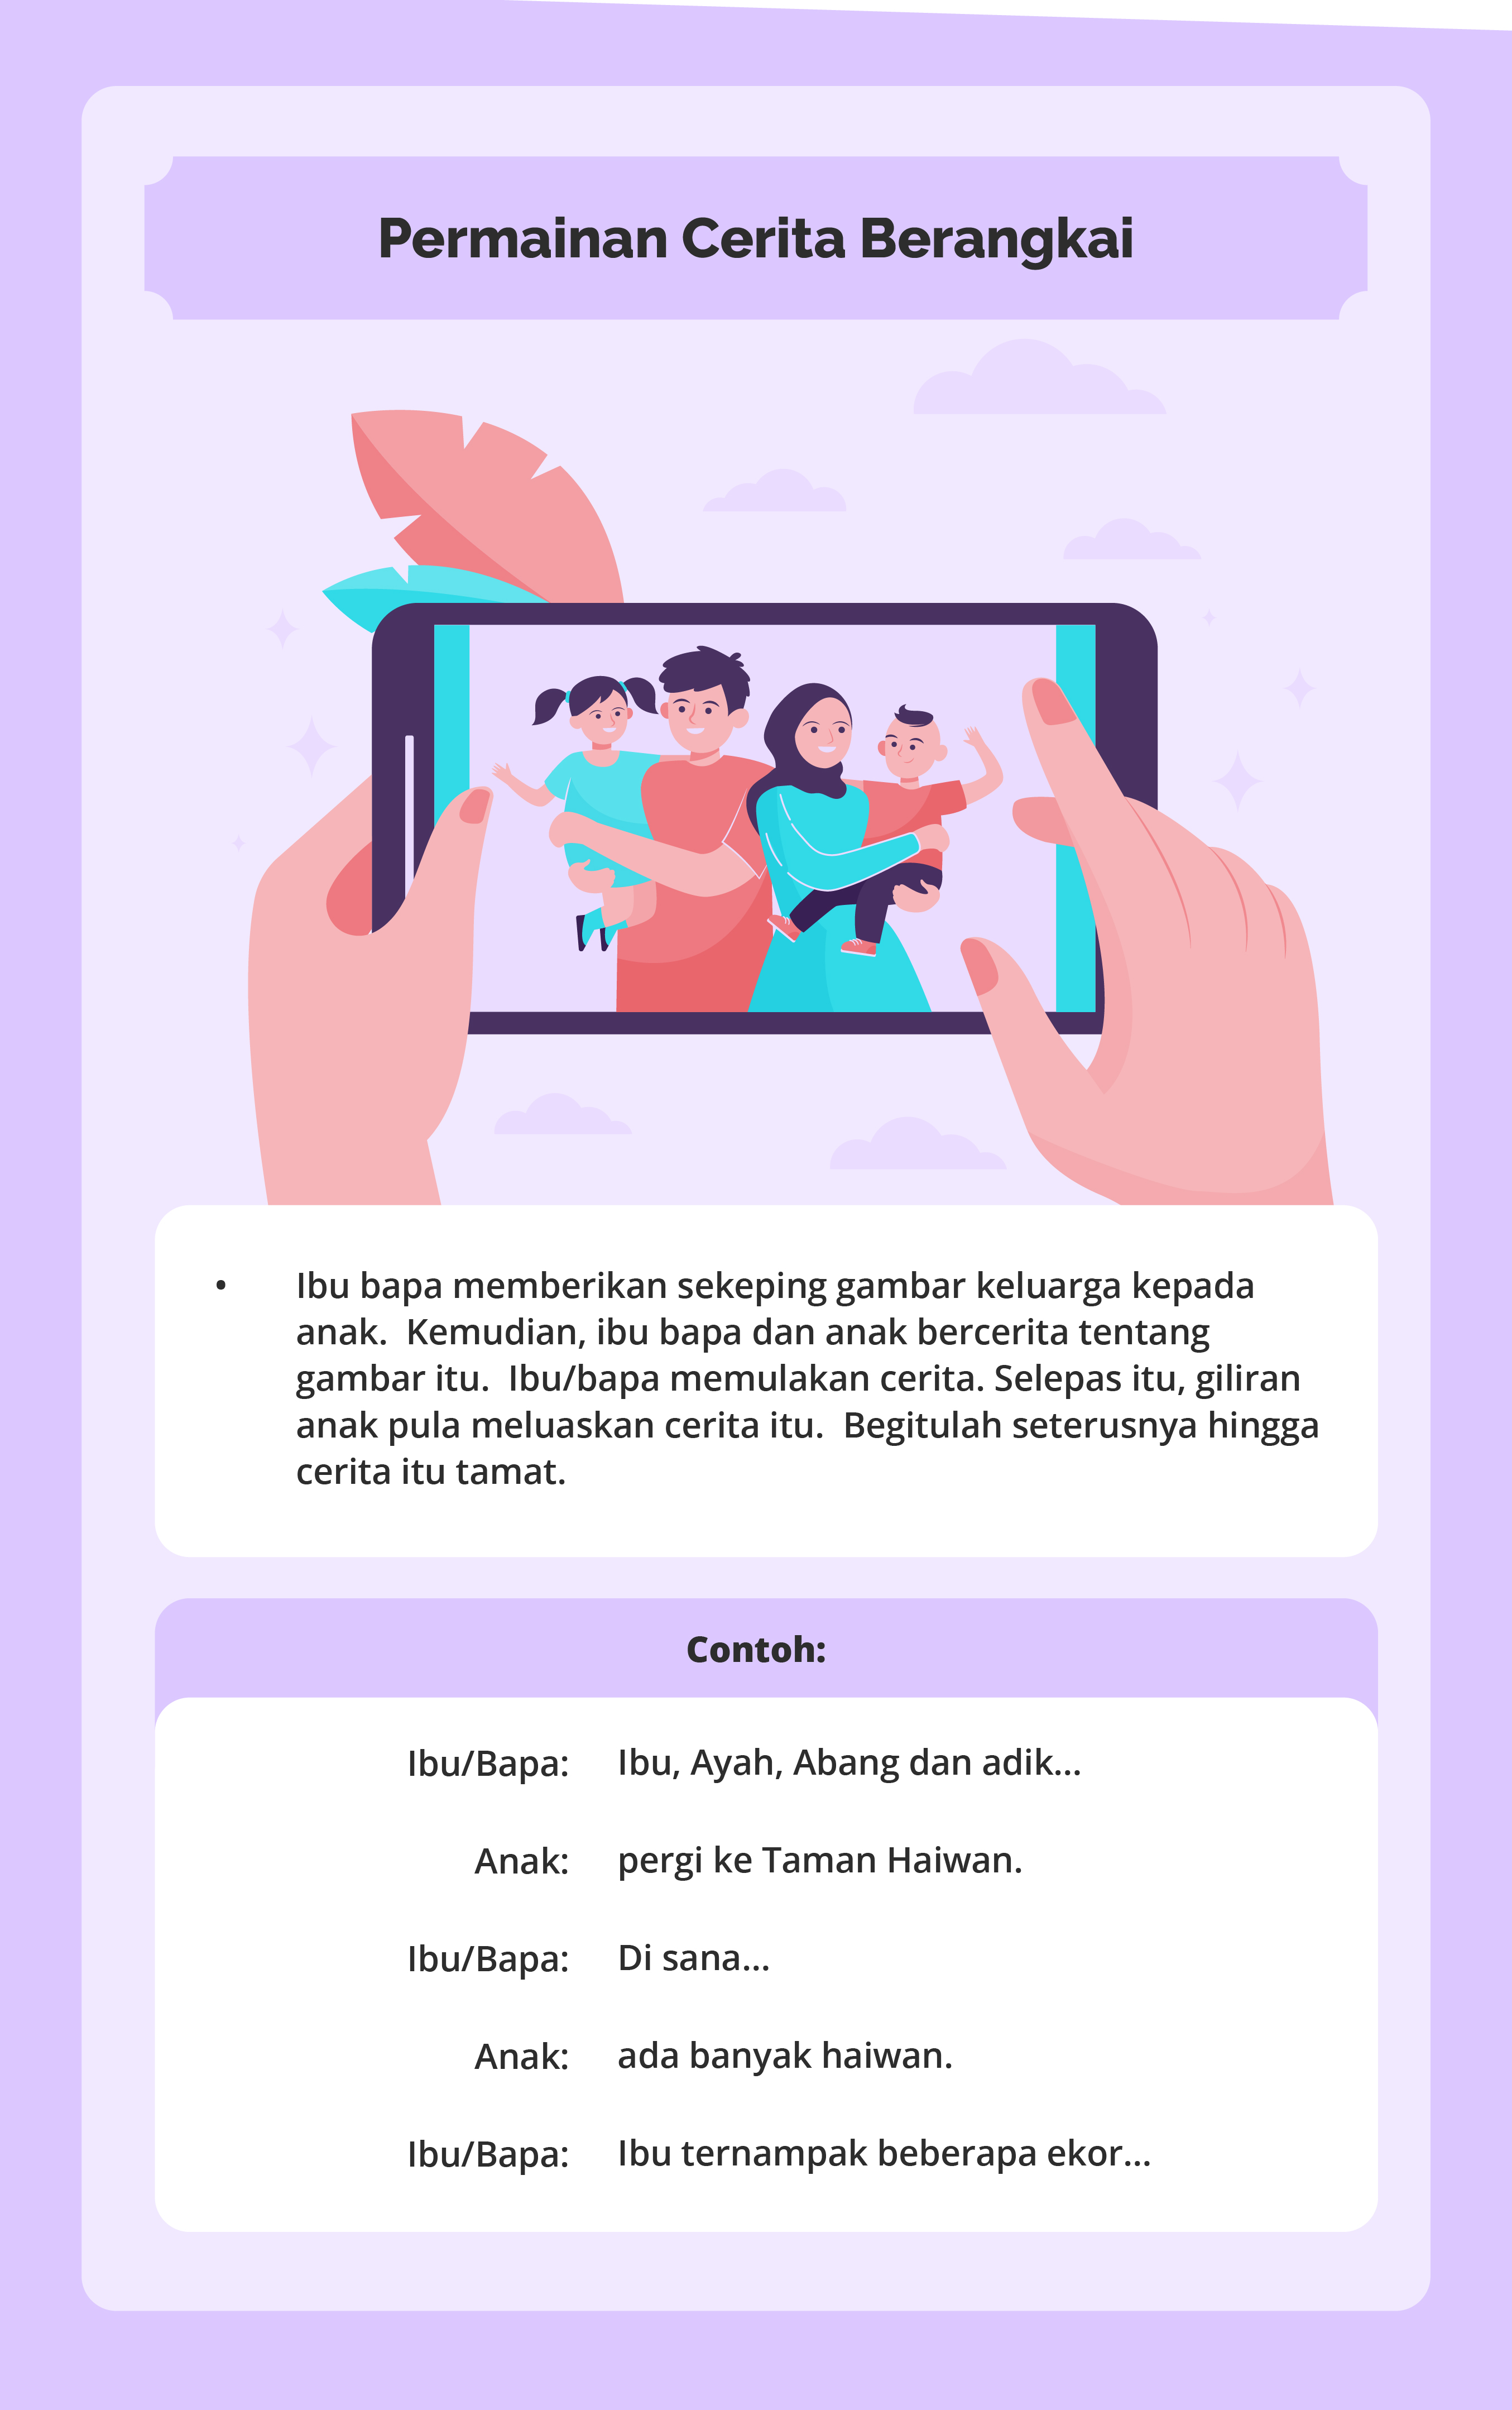 Permainan Cerita Berangkai
• Ibu bapa memberikan sekeping gambar keluarga kepada
anak.  Kemudian, ibu bapa dan anak bercerita tentang
gambar itu.  Ibu/bapa memulakan cerita. Selepas itu, giliran
anak pula meluaskan cerita itu.  Begitulah seterusnya hingga
cerita itu tamat.
Contoh:
Ibu/Bapa: Ibu, Ayah, Abang dan adik...
Anak: pergi ke Taman Haiwan.
Ibu/Bapa: Di sana...
Anak: ada banyak haiwan.
Ibu/Bapa: Ibu ternampak beberapa ekor...